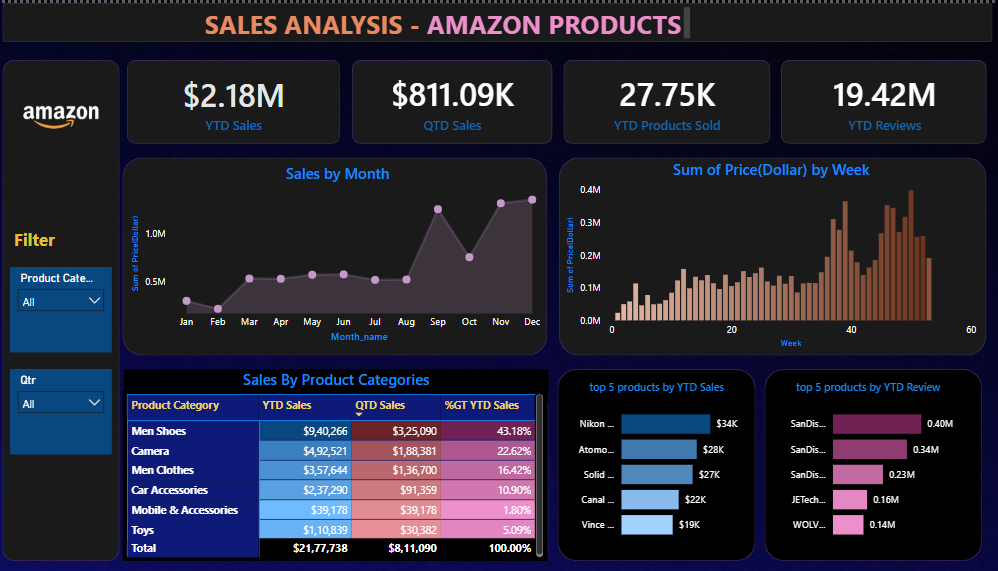 SALES ANALYSIS - AMAZON PRODUCTS
amazon
$2.18M
YTD Sales
$811.09K
QTD Sales
27.75K
YTD Products Sold
19.42M
YTD Reviews
Filter
Product Cate...
All
Qtr
All
Sales by Month
Sum of Price(Dollar)
1.0M
0.5M
Jan Feb Mar Apr May Jun Jul Aug Sep Oct Nov Dec
Month_name
Sum of Price(Dollar) by Week
Sum of Price(Dollar)
0.4M
0.3M
0.2M
0.1M
0.0M
0 20 40 60
Week
Sales By Product Categories
Product Category YTD Sales QTD Sales %GT YTD Sales
Men Shoes $9,40,266 $3,25,090 43.18%
Camera $4,92,521 $1,88,381 22.62%
Men Clothes $3,57,644 $1,36,700 16.42%
Car Accessories $2,37,290 $91,359 10.90%
Mobile & Accessories $39,178 $39,178 1.80%
Toys $1,10,839 $30,382 5.09%
Total $21,77,738 $8,11,090 100.00%
top 5 products by YTD Sales
Nikon ... $34K
Atomo... $28K
Solid ... $27K
Canal ... $22K
Vince ... $19K
top 5 products by YTD Review
SanDis... 0.40M
SanDis... 0.34M
SanDis... 0.23M
JETech... 0.16M
WOLV... 0.14M